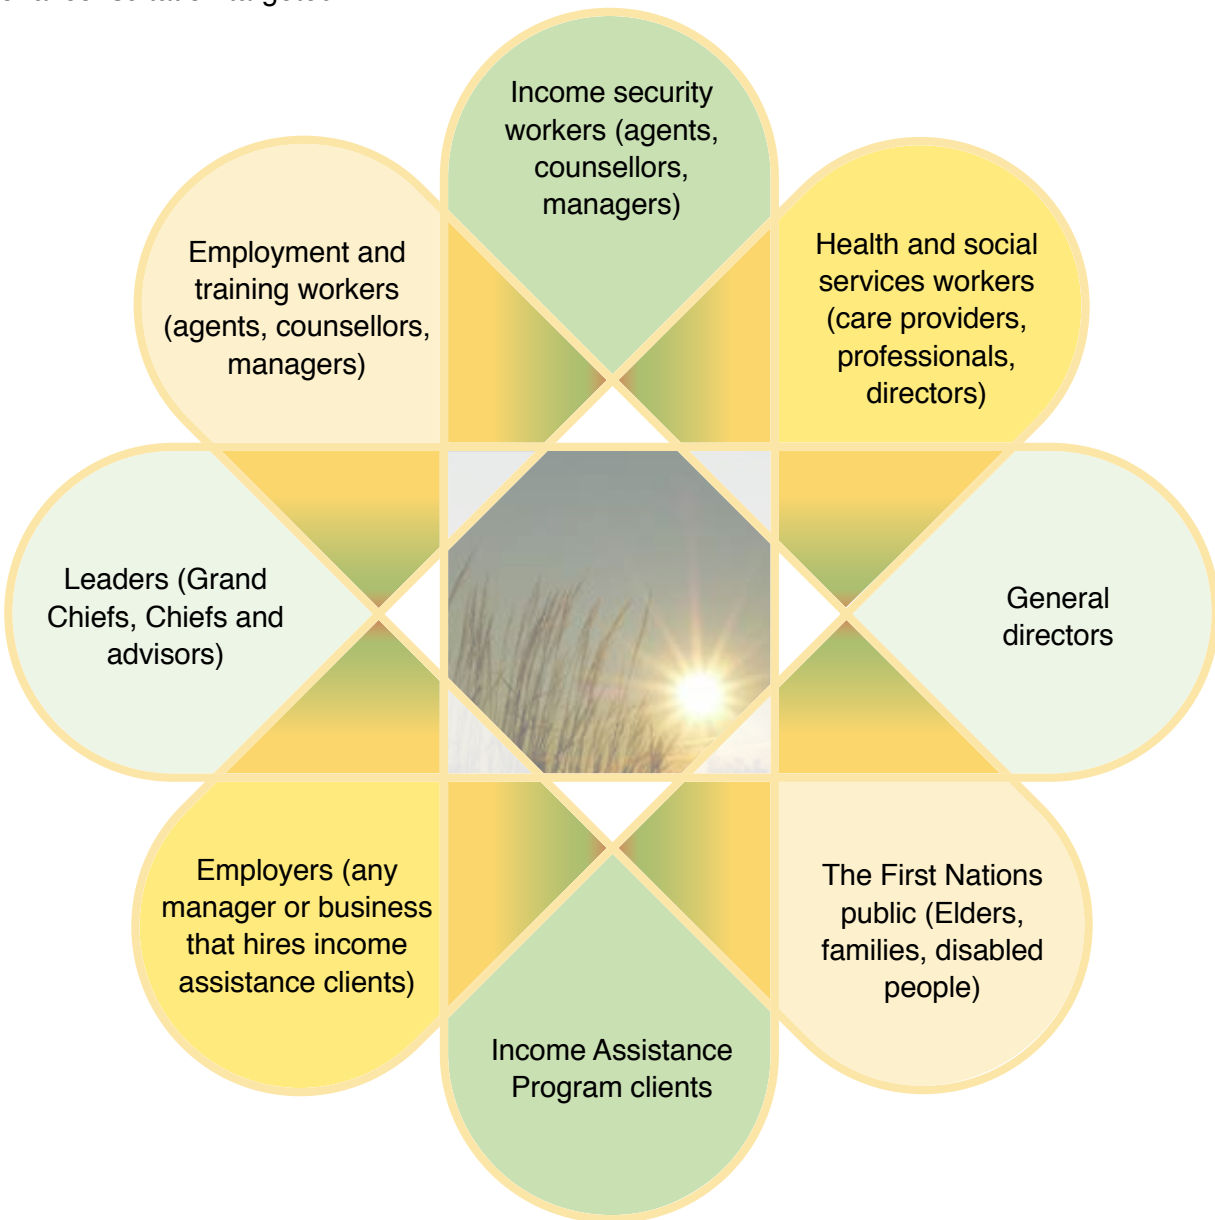 Income security
workers (agents,
counsellors,
managers)
Health and social
services workers
(care providers,
professionals,
directors)
Employment and
training workers
(agents, counsellors,
managers)
Leaders (Grand
Chiefs, Chiefs and
advisors)
General
directors
Employers (any
manager or business
that hires income
assistance clients)
The First Nations
public (Elders,
families, disabled
people)
Income Assistance
Program clients